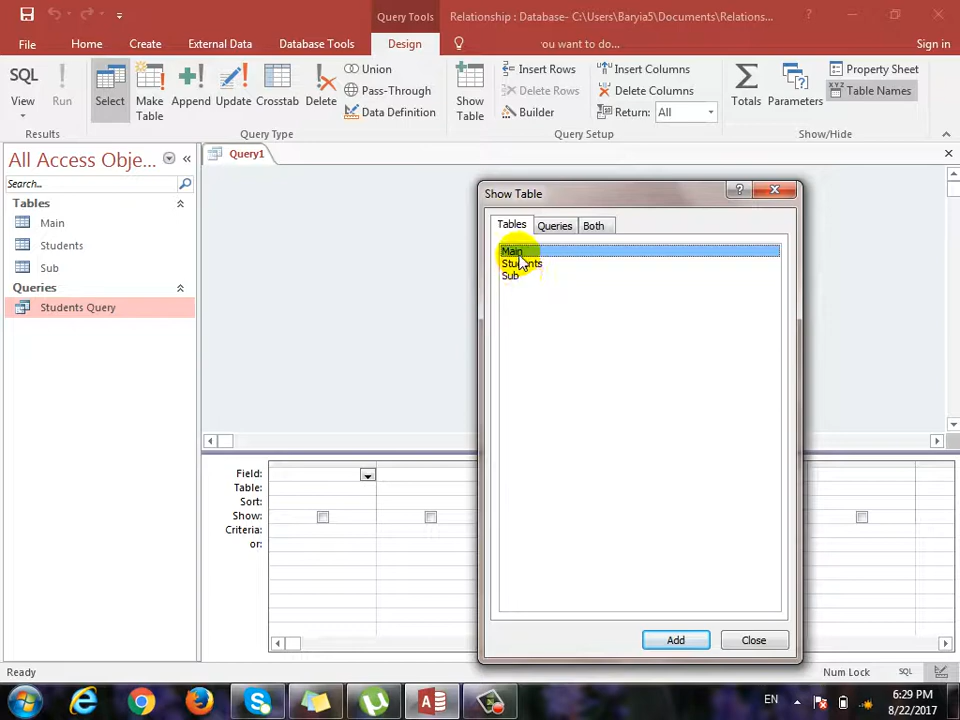 Query Tools
Relationship : Database- C:\Users\Baryia5\Documents\Relations...
?
File
Home
Create
External Data
Database Tools
Design
you want to do...
Sign in
SQL
View
Run
Select
Make Table
Append
Update
Crosstab
Delete
Union
Pass-Through
Data Definition
Show Table
Insert Rows
Delete Rows
Builder
Insert Columns
Delete Columns
Return: All
Totals
Parameters
Property Sheet
Table Names
Results
Query Type
Query Setup
Show/Hide
All Access Obje...
Query1
Search...
Tables
Main
Students
Sub
Queries
Students Query
Show Table
?
Tables
Queries
Both
Main
Students
Sub
Field:
Table:
Sort:
Show:
Criteria:
or:
Add
Close
Ready
Num Lock
SQL
EN
6:29 PM
8/22/2017